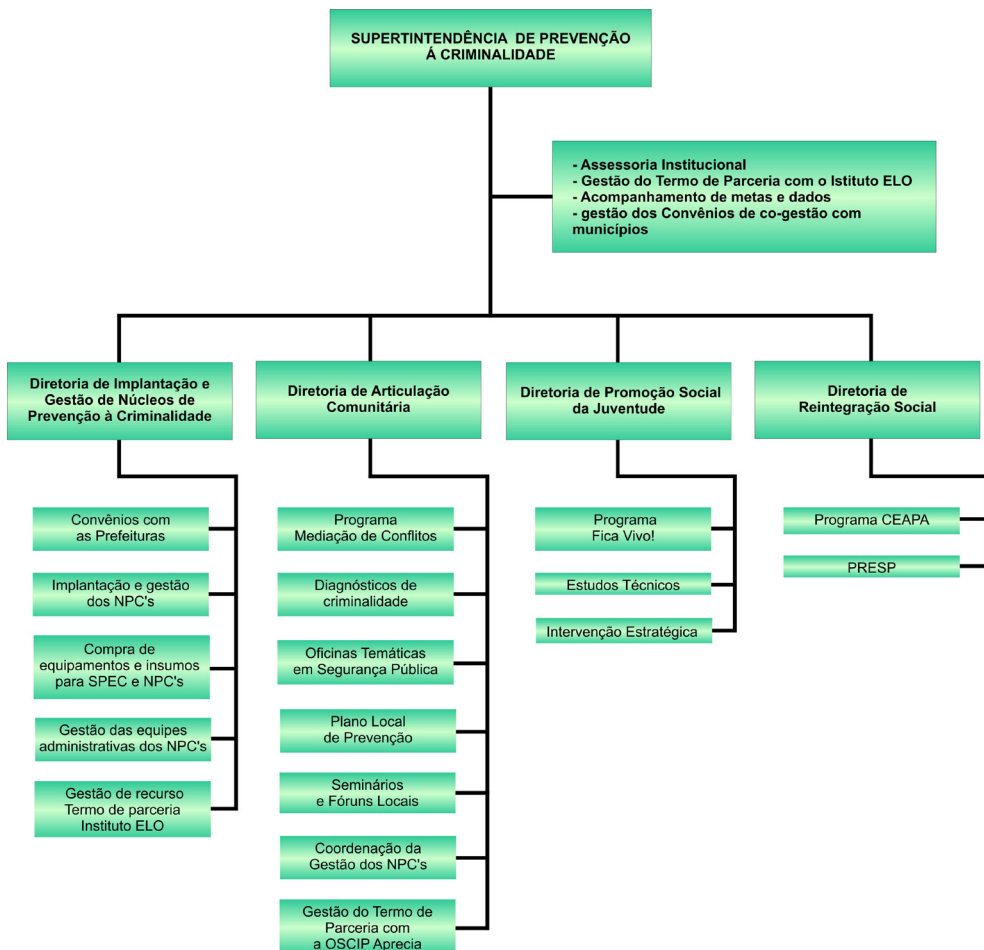 SUPERTINTENDÊNCIA DE PREVENÇÃO
Á CRIMINALIDADE
- Assessoria Institucional
- Gestão do Termo de Parceria com o Istituto ELO
- Acompanhamento de metas e dados
- gestão dos Convênios de co-gestão com
municípios
Diretoria de Implantação e
Gestão de Núcleos de
Prevenção à Criminalidade
Convênios com
as Prefeituras
Implantação e gestão
dos NPC's
Compra de
equipamentos e insumos
para SPEC e NPC's
Gestão das equipes
administrativas dos NPC's
Gestão de recurso
Termo de parceria
Instituto ELO
Diretoria de Articulação
Comunitária
Programa
Mediação de Conflitos
Diagnósticos de
criminalidade
Oficinas Temáticas
em Segurança Pública
Plano Local
de Prevenção
Seminários
e Fóruns Locais
Coordenação da
Gestão dos NPC's
Gestão do Termo de
Parceria com
a OSCIP Aprecia
Diretoria de Promoção Social
da Juventude
Programa
Fica Vivo!
Estudos Técnicos
Intervenção Estratégica
Diretoria de
Reintegração Social
Programa CEAPA
PRESP